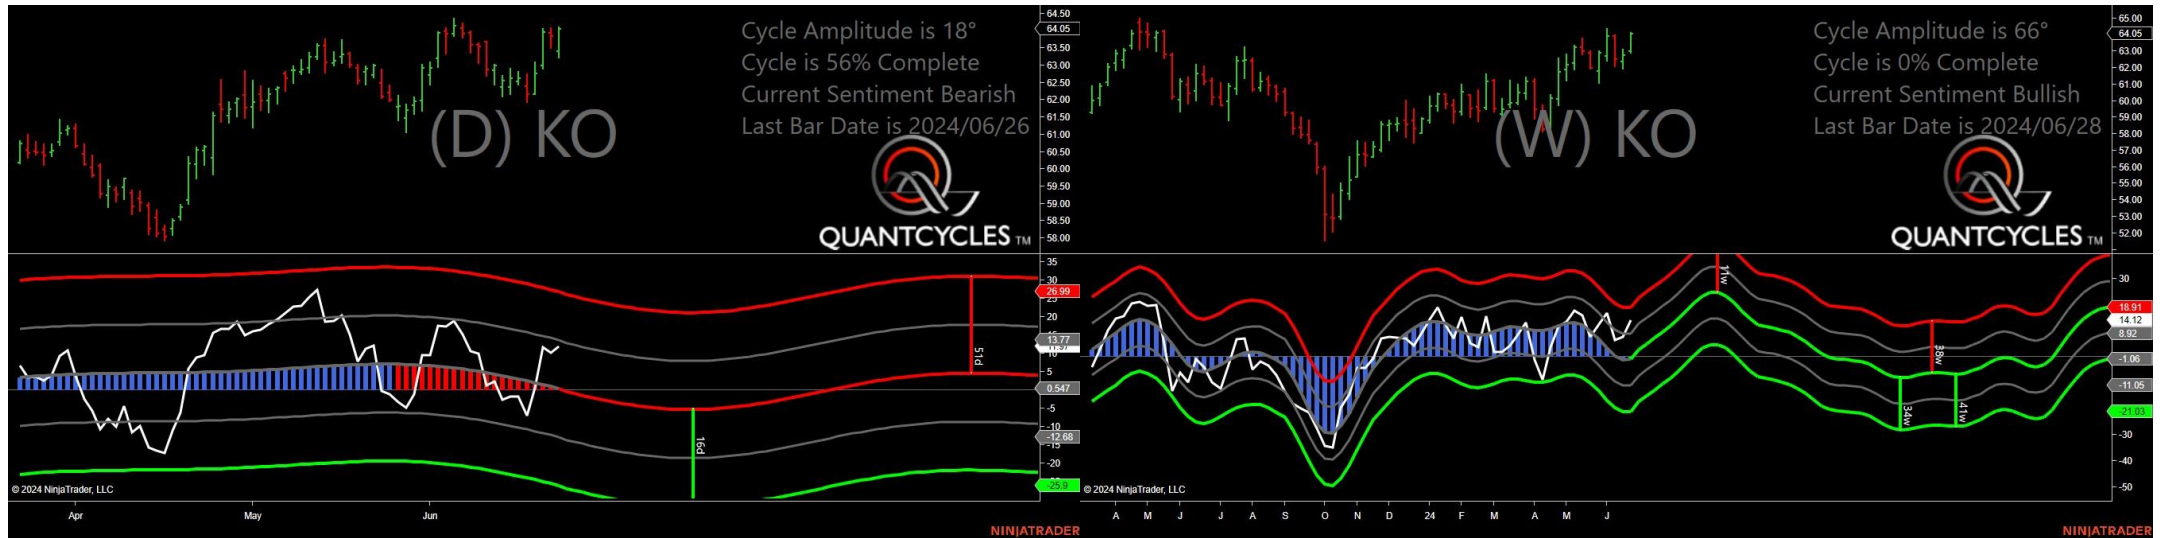 Cycle Amplitude is 18°
Cycle is 56% Complete
Current Sentiment Bearish
Last Bar Date is 2024/06/26
(D) KO
QUANTCYCLES TM
64.50
64.05
63.50
63.00
62.50
62.00
61.50
61.00
60.50
60.00
59.50
59.00
58.50
58.00
35
30
26.99
25
20
15
13.77
11.97
10
5
0.547
-5
-10
-12.68
-15
-20
-25.9
51d
16d
© 2024 NinjaTrader, LLC
Apr
May
Jun
NINJATRADER
Cycle Amplitude is 66°
Cycle is 0% Complete
Current Sentiment Bullish
Last Bar Date is 2024/06/28
(W) KO
QUANTCYCLES TM
65.00
64.05
63.00
62.00
61.00
60.00
59.00
58.00
57.00
56.00
55.00
54.00
53.00
52.00
30
18.91
14.12
8.92
-1.06
-11.05
-21.03
-30
-40
-50
11w
38w
34w
41w
© 2024 NinjaTrader, LLC
A M J J A S O N D 24 F M A M J
NINJATRADER